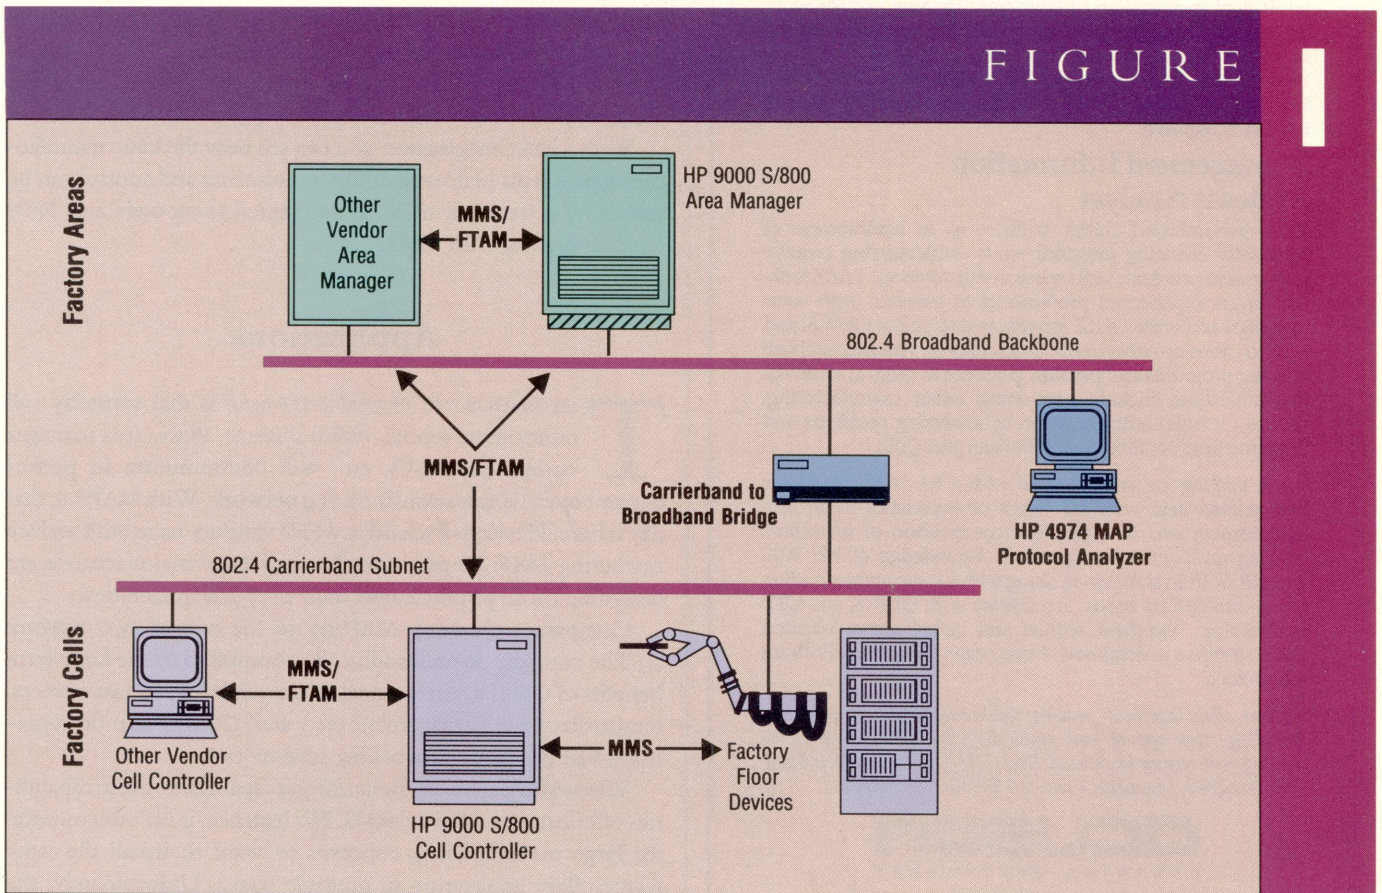 FIGURE I
Factory Areas
Other
Vendor
Area
Manager
MMS/
FTAM
HP 9000 S/800
Area Manager
802.4 Broadband Backbone
MMS/FTAM
Carrierband to
Broadband Bridge
HP 4974 MAP
Protocol Analyzer
802.4 Carrierband Subnet
Factory Cells
MMS/
FTAM
Other Vendor
Cell Controller
HP 9000 S/800
Cell Controller
MMS
Factory
Floor
Devices